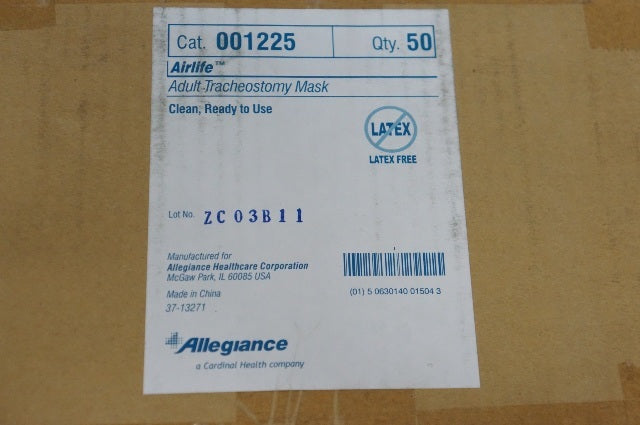 Cat. 001225 Qty. 50
Airlife™
Adult Tracheostomy Mask
Clean, Ready to Use
LATEX
LATEX FREE
Lot No. ZC03B11
Manufactured for
Allegiance Healthcare Corporation
McGaw Park, IL 60085 USA
(01) 5 0630140 01504 3
Made in China
37-13271
Allegiance
a Cardinal Health company